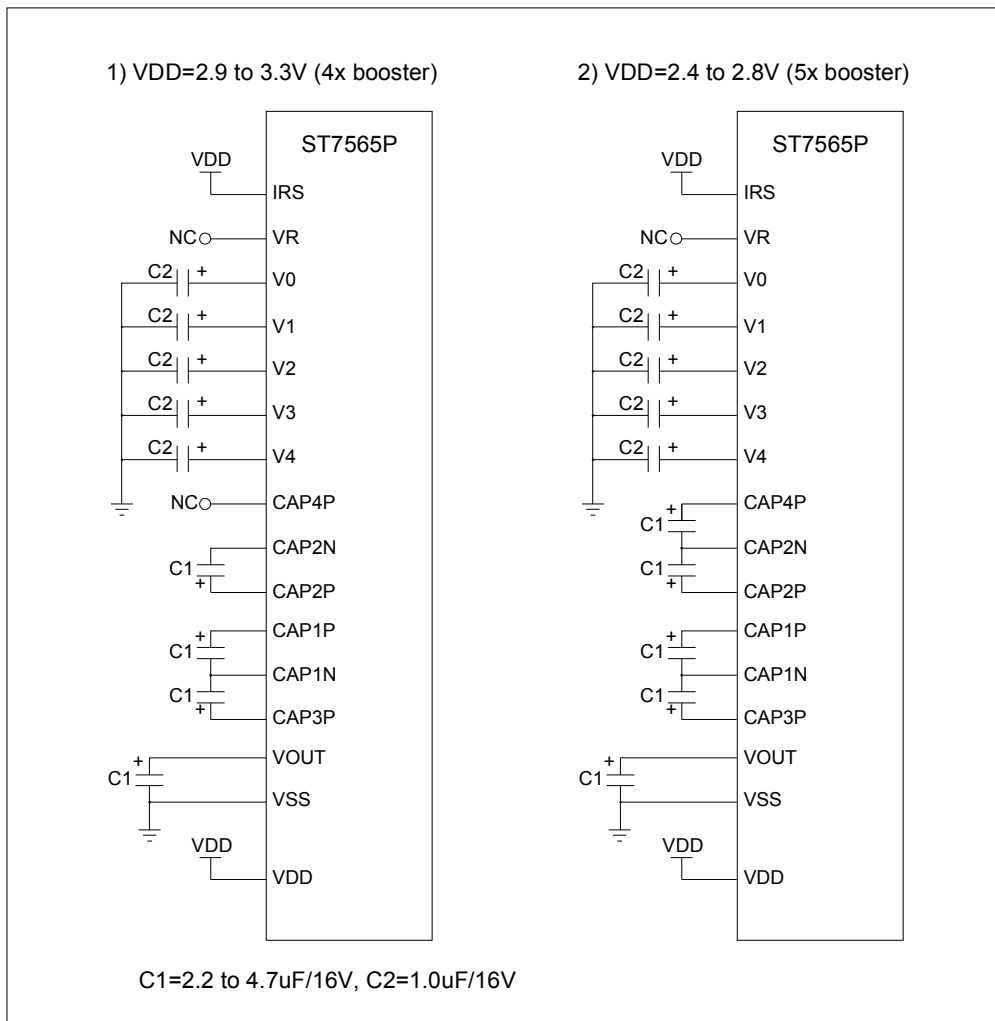 1) VDD=2.9 to 3.3V (4x booster)
ST7565P
VDD
IRS
NC VR
C2 + V0
C2 + V1
C2 + V2
C2 + V3
C2 + V4
NC CAP4P
CAP2N
C1
+ CAP2P
+ CAP1P
C1
CAP1N
C1
+ CAP3P
+ VOUT
C1
VSS
VDD
VDD
2) VDD=2.4 to 2.8V (5x booster)
ST7565P
VDD
IRS
NC VR
C2 + V0
C2 + V1
C2 + V2
C2 + V3
C2 + V4
+ CAP4P
C1
CAP2N
C1
+ CAP2P
+ CAP1P
C1
CAP1N
C1
+ CAP3P
+ VOUT
C1
VSS
VDD
VDD
C1=2.2 to 4.7uF/16V, C2=1.0uF/16V